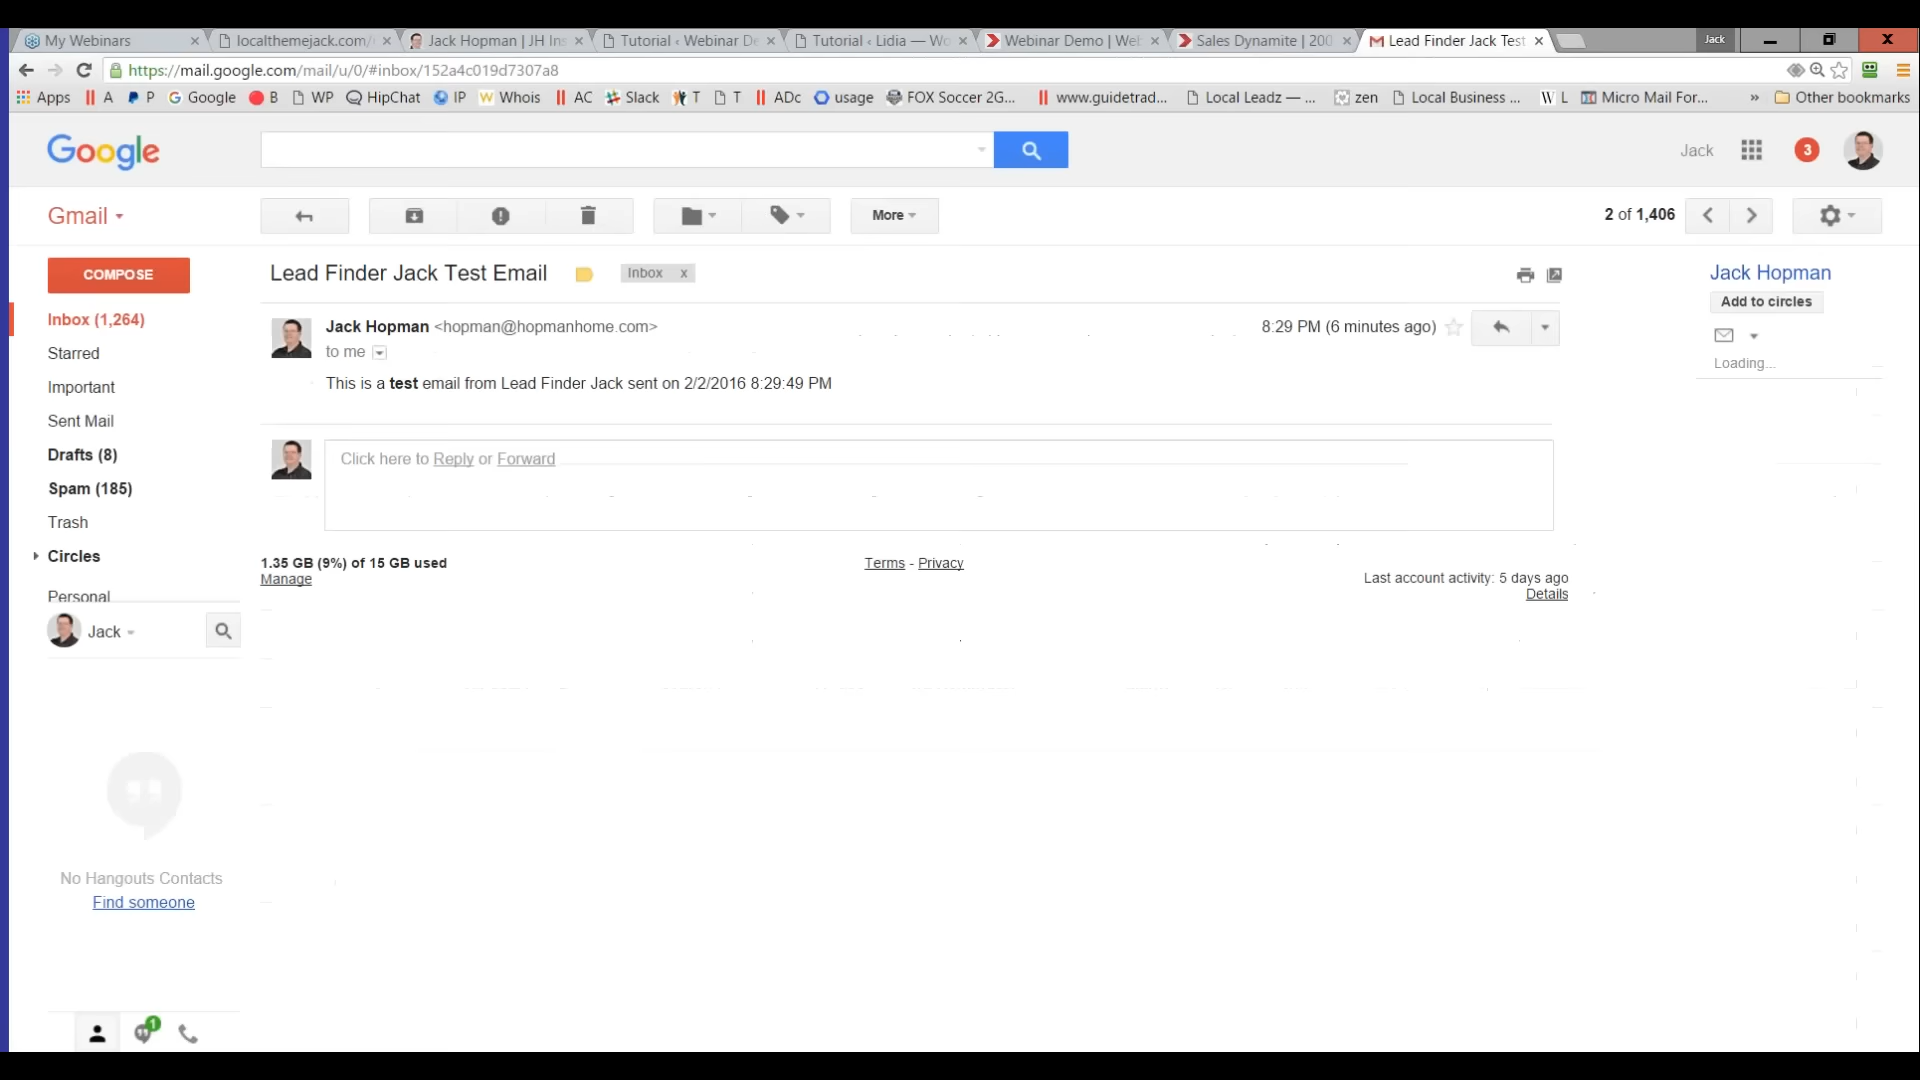 My Webinars localthemejack.com/ Jack Hopman | JH Ins Tutorial ‹ Webinar De Tutorial ‹ Lidia — Wo Webinar Demo | Web Sales Dynamite | 200 Lead Finder Jack Test Jack
https://mail.google.com/mail/u/0/#inbox/152a4c019d7307a8
Apps A P Google B WP HipChat IP Whois AC Slack T T ADc usage FOX Soccer 2G... www.guidetrad... Local Leadz — ... zen Local Business ... W L Micro Mail For... » Other bookmarks
Google Jack 3
Gmail More 2 of 1,406
COMPOSE
Lead Finder Jack Test Email Inbox x
Jack Hopman
Add to circles
Loading...
Inbox (1,264)
Starred
Important
Sent Mail
Drafts (8)
Spam (185)
Trash
Circles
Personal
Jack
Jack Hopman <hopman@hopmanhome.com> 8:29 PM (6 minutes ago)
to me
This is a test email from Lead Finder Jack sent on 2/2/2016 8:29:49 PM
Click here to Reply or Forward
1.35 GB (9%) of 15 GB used
Manage
Terms - Privacy
Last account activity: 5 days ago
Details
No Hangouts Contacts
Find someone
1